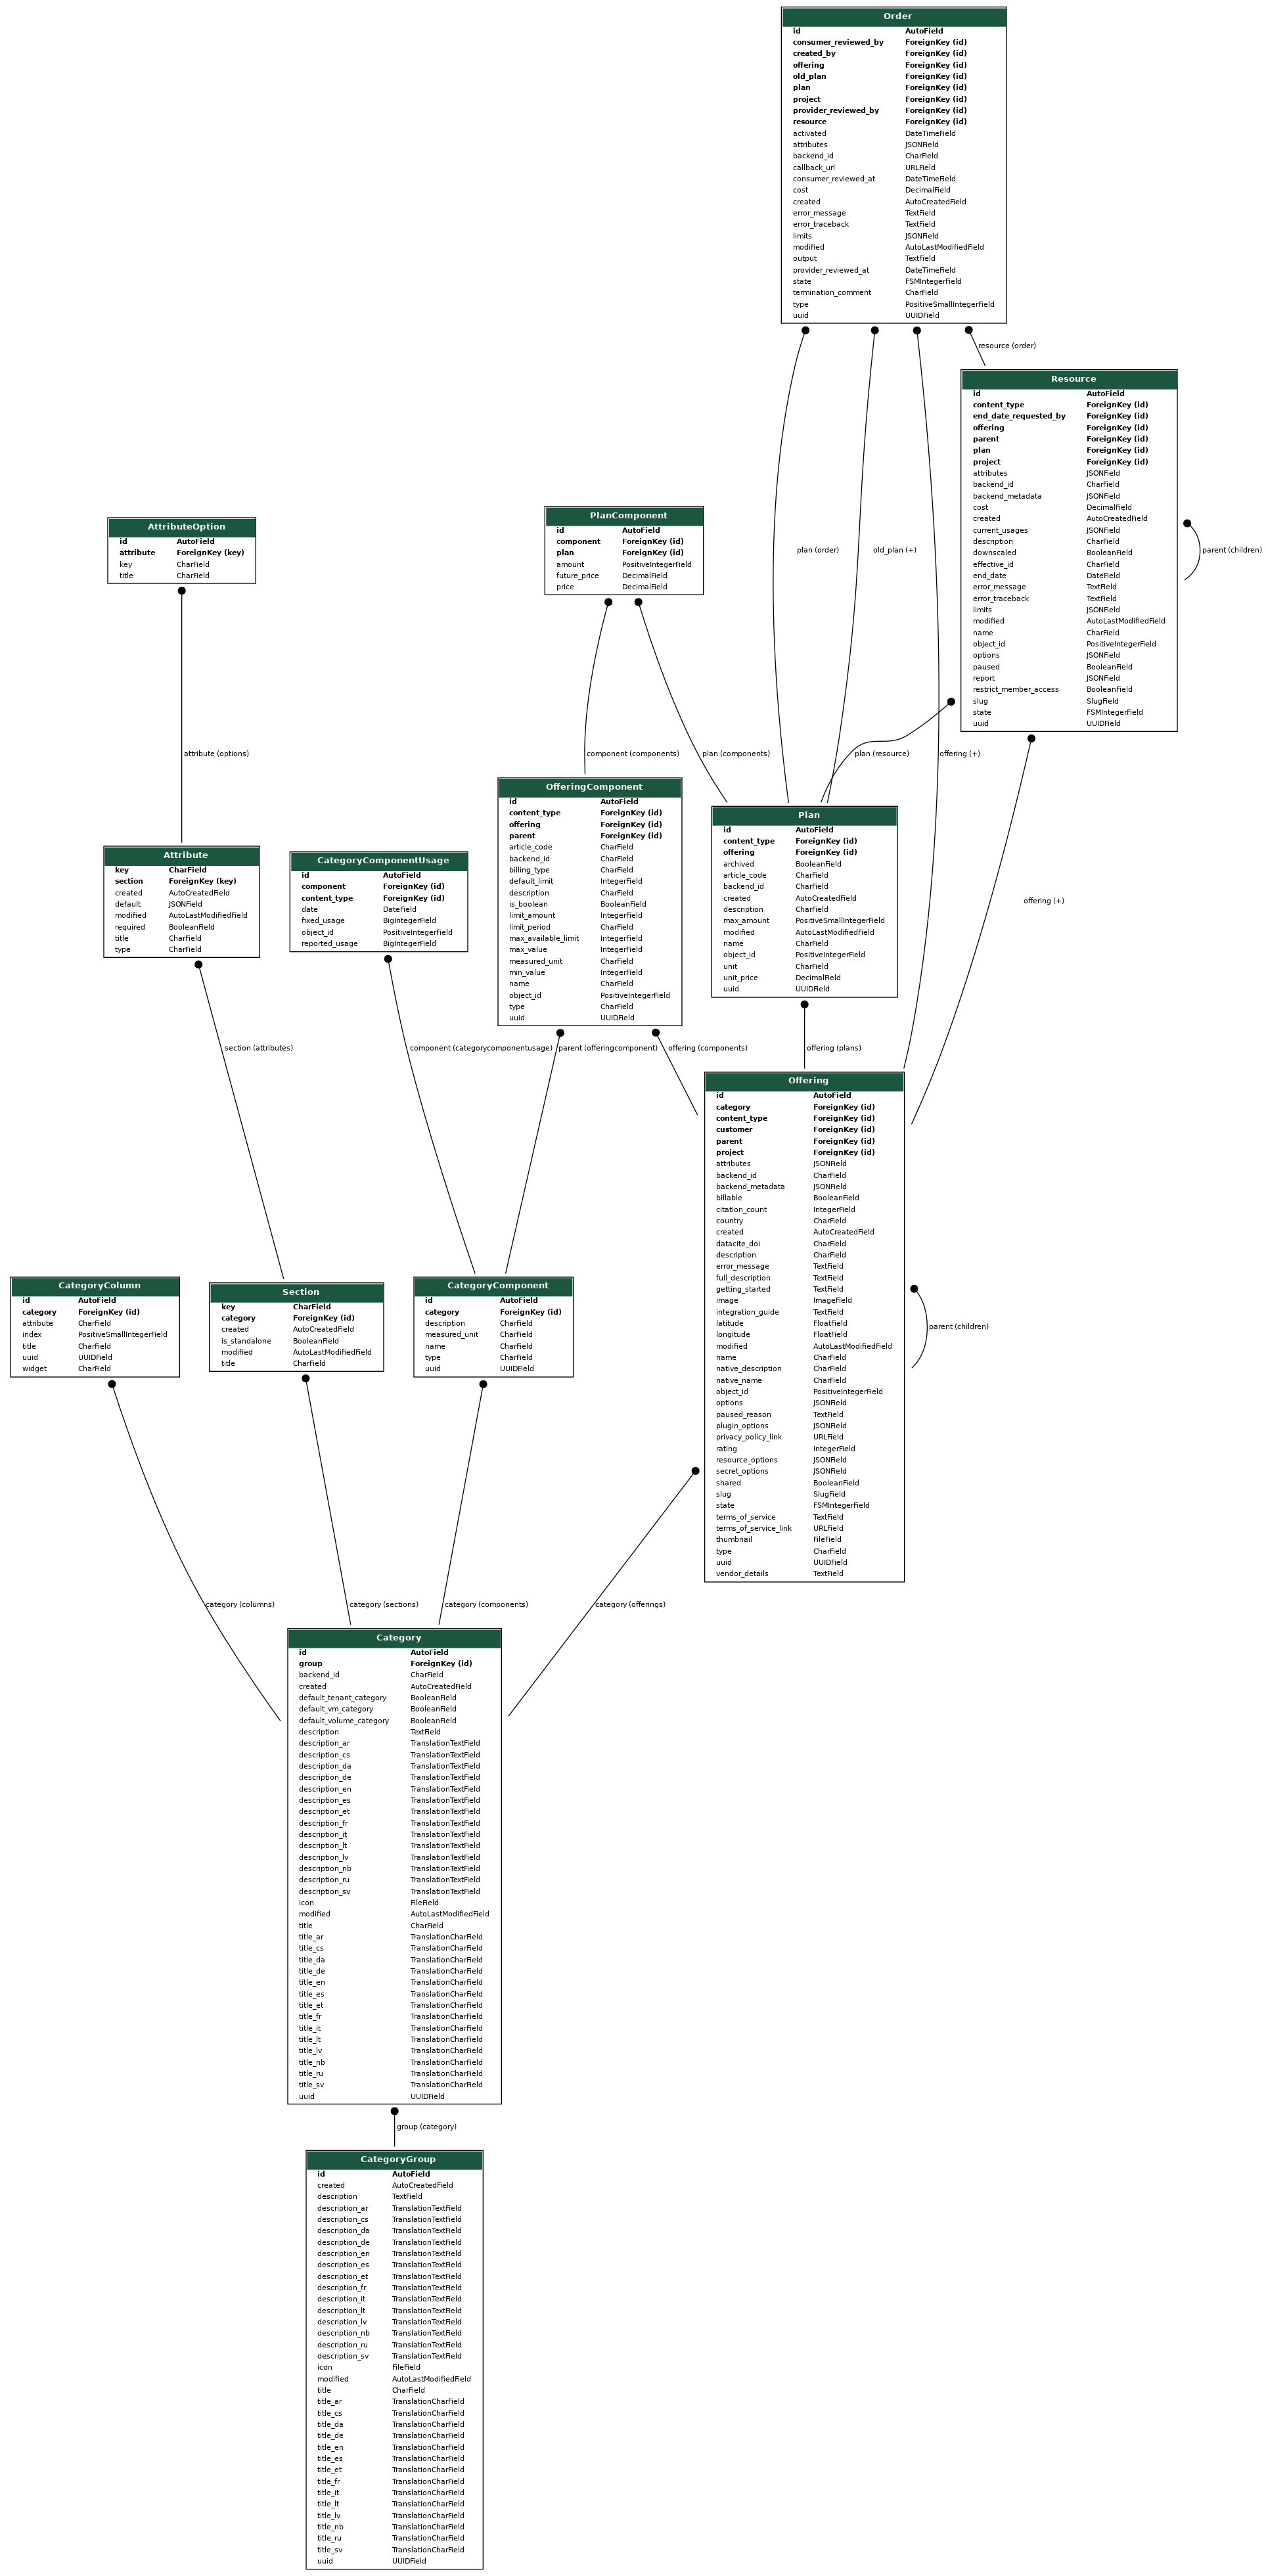 Order
id AutoField
consumer_reviewed_by ForeignKey (id)
created_by ForeignKey (id)
offering ForeignKey (id)
old_plan ForeignKey (id)
plan ForeignKey (id)
project ForeignKey (id)
provider_reviewed_by ForeignKey (id)
resource ForeignKey (id)
activated DateTimeField
attributes JSONField
backend_id CharField
callback_url URLField
consumer_reviewed_at DateTimeField
cost DecimalField
created AutoCreatedField
error_message TextField
error_traceback TextField
limits JSONField
modified AutoLastModifiedField
output TextField
provider_reviewed_at DateTimeField
state FSMIntegerField
termination_comment CharField
type PositiveSmallIntegerField
uuid UUIDField
resource (order)
Resource
id AutoField
content_type ForeignKey (id)
end_date_requested_by ForeignKey (id)
offering ForeignKey (id)
parent ForeignKey (id)
plan ForeignKey (id)
project ForeignKey (id)
attributes JSONField
backend_id CharField
backend_metadata JSONField
cost DecimalField
created AutoCreatedField
current_usages JSONField
description CharField
downscaled BooleanField
effective_id CharField
end_date DateField
error_message TextField
error_traceback TextField
limits JSONField
modified AutoLastModifiedField
name CharField
object_id PositiveIntegerField
options JSONField
paused BooleanField
report JSONField
restrict_member_access BooleanField
slug SlugField
state FSMIntegerField
uuid UUIDField
parent (children)
AttributeOption
id AutoField
attribute ForeignKey (key)
key CharField
title CharField
PlanComponent
id AutoField
component ForeignKey (id)
plan ForeignKey (id)
amount PositiveIntegerField
future_price DecimalField
price DecimalField
plan (order)
old_plan (+)
attribute (options)
component (components)
plan (components)
plan (resource)
offering (+)
OfferingComponent
id AutoField
content_type ForeignKey (id)
offering ForeignKey (id)
parent ForeignKey (id)
article_code CharField
backend_id CharField
billing_type CharField
default_limit IntegerField
description CharField
is_boolean BooleanField
limit_amount IntegerField
limit_period CharField
max_available_limit IntegerField
max_value IntegerField
measured_unit CharField
min_value IntegerField
name CharField
object_id PositiveIntegerField
type CharField
uuid UUIDField
Plan
id AutoField
content_type ForeignKey (id)
offering ForeignKey (id)
archived BooleanField
article_code CharField
backend_id CharField
created AutoCreatedField
description CharField
max_amount PositiveSmallIntegerField
modified AutoLastModifiedField
name CharField
object_id PositiveIntegerField
unit CharField
unit_price DecimalField
uuid UUIDField
Attribute
key CharField
section ForeignKey (key)
created AutoCreatedField
default JSONField
modified AutoLastModifiedField
required BooleanField
title CharField
type CharField
CategoryComponentUsage
id AutoField
component ForeignKey (id)
content_type ForeignKey (id)
date DateField
fixed_usage BigIntegerField
object_id PositiveIntegerField
reported_usage BigIntegerField
offering (+)
section (attributes)
component (categorycomponentusage)
parent (offeringcomponent)
offering (components)
offering (plans)
Offering
id AutoField
category ForeignKey (id)
content_type ForeignKey (id)
customer ForeignKey (id)
parent ForeignKey (id)
project ForeignKey (id)
attributes JSONField
backend_id CharField
backend_metadata JSONField
billable BooleanField
citation_count IntegerField
country CharField
created AutoCreatedField
datacite_doi CharField
description CharField
error_message TextField
full_description TextField
getting_started TextField
image ImageField
integration_guide TextField
latitude FloatField
longitude FloatField
modified AutoLastModifiedField
name CharField
native_description CharField
native_name CharField
object_id PositiveIntegerField
options JSONField
paused_reason TextField
plugin_options JSONField
privacy_policy_link URLField
rating IntegerField
resource_options JSONField
secret_options JSONField
shared BooleanField
slug SlugField
state FSMIntegerField
terms_of_service TextField
terms_of_service_link URLField
thumbnail FileField
type CharField
uuid UUIDField
vendor_details TextField
parent (children)
CategoryColumn
id AutoField
category ForeignKey (id)
attribute CharField
index PositiveSmallIntegerField
title CharField
uuid UUIDField
widget CharField
Section
key CharField
category ForeignKey (id)
created AutoCreatedField
is_standalone BooleanField
modified AutoLastModifiedField
title CharField
CategoryComponent
id AutoField
category ForeignKey (id)
description CharField
measured_unit CharField
name CharField
type CharField
uuid UUIDField
category (columns)
category (sections)
category (components)
category (offerings)
Category
id AutoField
group ForeignKey (id)
backend_id CharField
created AutoCreatedField
default_tenant_category BooleanField
default_vm_category BooleanField
default_volume_category BooleanField
description TextField
description_ar TranslationTextField
description_cs TranslationTextField
description_da TranslationTextField
description_de TranslationTextField
description_en TranslationTextField
description_es TranslationTextField
description_et TranslationTextField
description_fr TranslationTextField
description_it TranslationTextField
description_lt TranslationTextField
description_lv TranslationTextField
description_nb TranslationTextField
description_ru TranslationTextField
description_sv TranslationTextField
icon FileField
modified AutoLastModifiedField
title CharField
title_ar TranslationCharField
title_cs TranslationCharField
title_da TranslationCharField
title_de TranslationCharField
title_en TranslationCharField
title_es TranslationCharField
title_et TranslationCharField
title_fr TranslationCharField
title_it TranslationCharField
title_lt TranslationCharField
title_lv TranslationCharField
title_nb TranslationCharField
title_ru TranslationCharField
title_sv TranslationCharField
uuid UUIDField
group (category)
CategoryGroup
id AutoField
created AutoCreatedField
description TextField
description_ar TranslationTextField
description_cs TranslationTextField
description_da TranslationTextField
description_de TranslationTextField
description_en TranslationTextField
description_es TranslationTextField
description_et TranslationTextField
description_fr TranslationTextField
description_it TranslationTextField
description_lt TranslationTextField
description_lv TranslationTextField
description_nb TranslationTextField
description_ru TranslationTextField
description_sv TranslationTextField
icon FileField
modified AutoLastModifiedField
title CharField
title_ar TranslationCharField
title_cs TranslationCharField
title_da TranslationCharField
title_de TranslationCharField
title_en TranslationCharField
title_es TranslationCharField
title_et TranslationCharField
title_fr TranslationCharField
title_it TranslationCharField
title_lt TranslationCharField
title_lv TranslationCharField
title_nb TranslationCharField
title_ru TranslationCharField
title_sv TranslationCharField
uuid UUIDField